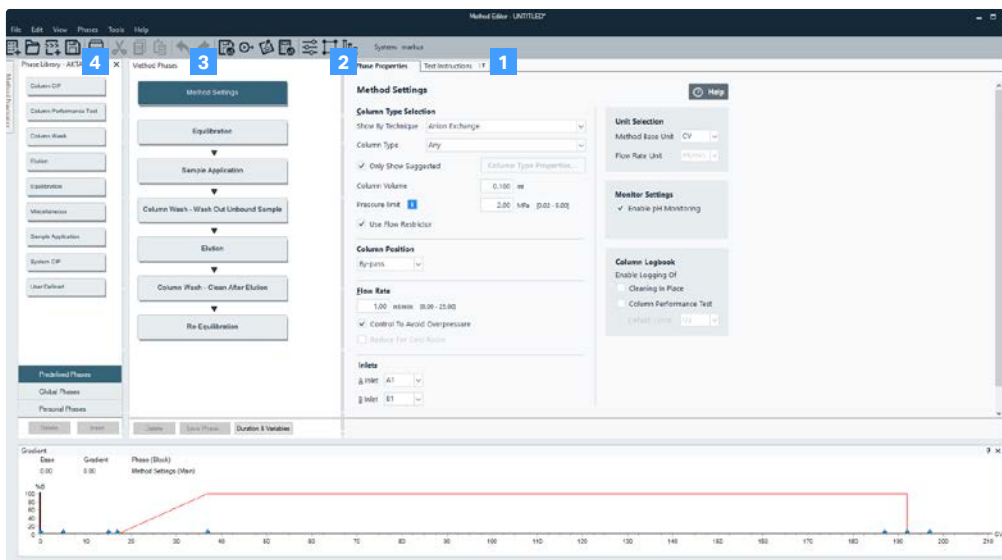 Method Editor - UNTITLED*
File Edit View Phases Tools Help
System: markus
4
3
2
1
Phase Library - ÄKTA
Method Phases
Phase Properties
Text Instructions
Column CIP
Column Performance Test
Column Wash
Elution
Equilibration
Miscellaneous
Sample Application
System CIP
User Defined
Predefined Phases
Global Phases
Personal Phases
Delete
Insert
Method Settings
Equilibration
Sample Application
Column Wash - Wash Out Unbound Sample
Elution
Column Wash - Clean After Elution
Re-Equilibration
Delete
Save Phase
Duration & Variables
Method Settings
Help
Column Type Selection
Show By Technique Anion Exchange
Column Type Any
Only Show Suggested
Column Type Properties...
Column Volume 0.100 ml
Pressure limit 2.00 MPa [0.02 - 5.00]
Use Flow Restrictor
Column Position
By-pass
Flow Rate
1.00 ml/min [0.00 - 25.00]
Control To Avoid Overpressure
Inlets
A Inlet A1
B Inlet B1
Unit Selection
Method Base Unit CV
Flow Rate Unit ml/min
Monitor Settings
Enable pH Monitoring
Column Logbook
Enable Logging Of
Cleaning In Place
Column Performance Test
Gradient
Base Gradient Phase (Block)
0.00 0.00 Method Settings (Main)
%B
100
80
60
40
20
0
0 10 20 30 40 50 60 70 80 90 100 110 120 130 140 150 160 170 180 190 200 210